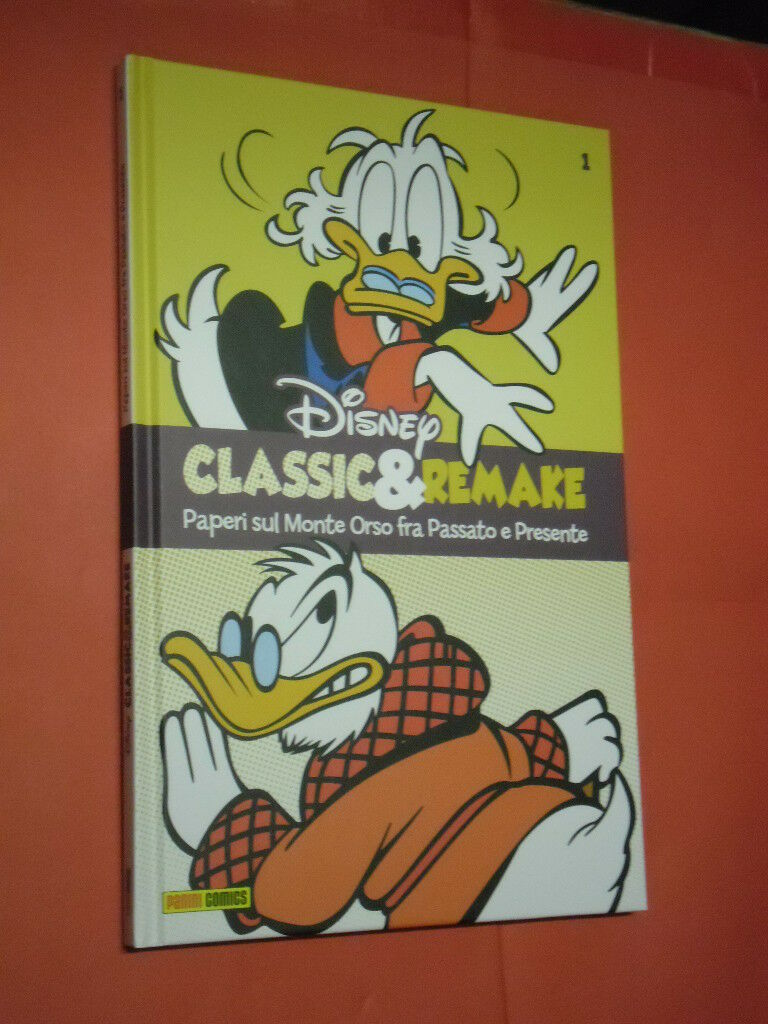 1
Disney
CLASSIC&REMAKE
Paperi sul Monte Orso fra Passato e Presente
PANINI COMICS